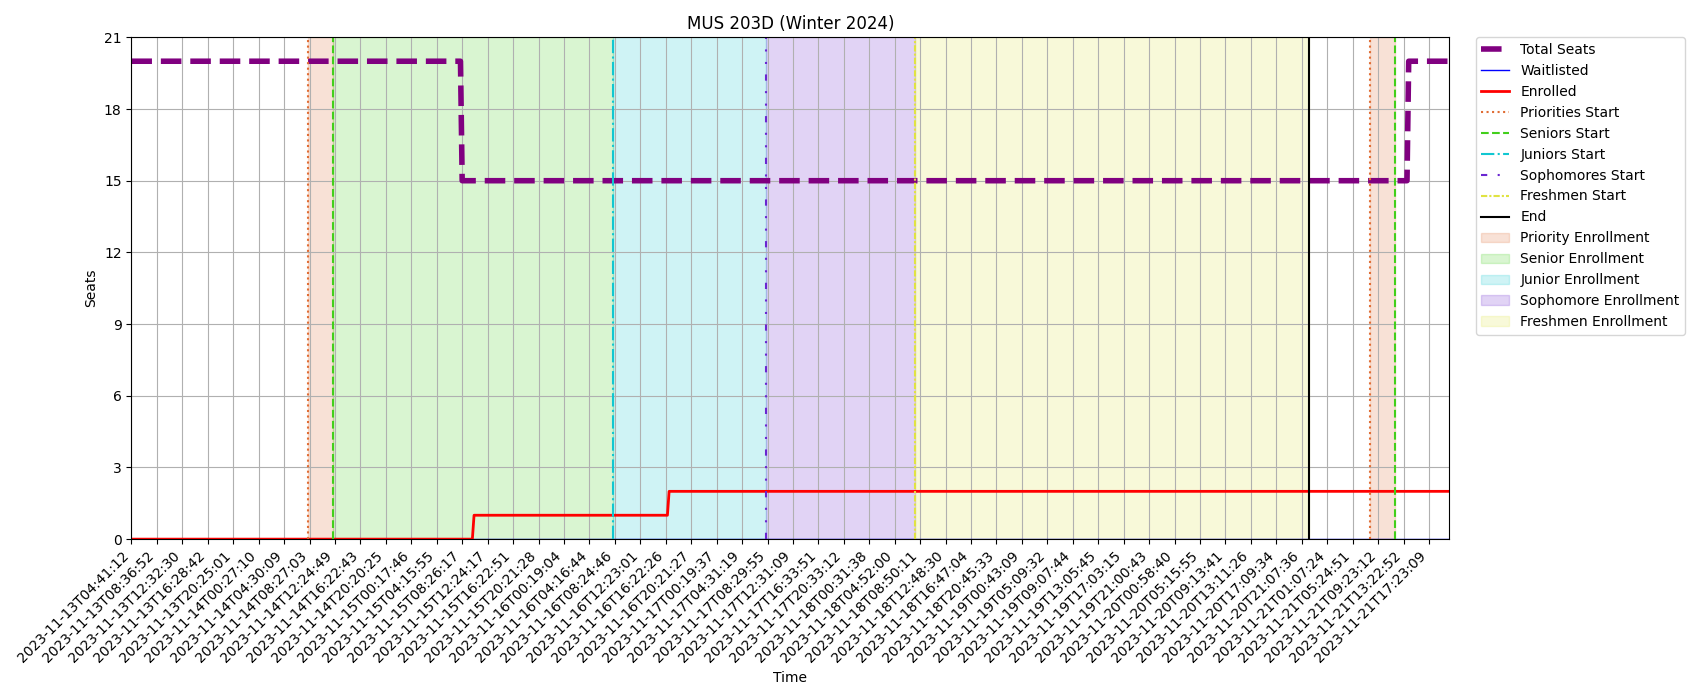 MUS 203D (Winter 2024)
21
18
15
12
9
6
3
0
Seats
2023-11-13T04:41:12
2023-11-13T08:36:52
2023-11-13T12:32:30
2023-11-13T16:28:42
2023-11-13T20:25:01
2023-11-14T00:27:10
2023-11-14T04:30:09
2023-11-14T08:27:03
2023-11-14T12:24:49
2023-11-14T16:22:43
2023-11-14T20:20:25
2023-11-15T00:17:46
2023-11-15T04:15:55
2023-11-15T08:26:17
2023-11-15T12:24:17
2023-11-15T16:22:51
2023-11-15T20:21:28
2023-11-16T00:19:04
2023-11-16T04:16:44
2023-11-16T08:24:46
2023-11-16T12:23:01
2023-11-16T16:22:26
2023-11-16T20:21:27
2023-11-17T00:19:37
2023-11-17T04:31:19
2023-11-17T08:29:55
2023-11-17T12:31:09
2023-11-17T16:33:51
2023-11-17T20:33:12
2023-11-18T00:31:38
2023-11-18T04:52:00
2023-11-18T08:50:11
2023-11-18T12:48:30
2023-11-18T16:47:04
2023-11-18T20:45:33
2023-11-19T00:43:09
2023-11-19T05:09:32
2023-11-19T09:07:44
2023-11-19T13:05:45
2023-11-19T17:03:15
2023-11-19T21:00:43
2023-11-20T00:58:40
2023-11-20T05:15:55
2023-11-20T09:13:41
2023-11-20T13:11:26
2023-11-20T17:09:34
2023-11-20T21:07:36
2023-11-21T01:07:24
2023-11-21T05:24:51
2023-11-21T09:23:12
2023-11-21T13:22:52
2023-11-21T17:23:09
Time
Total Seats
Waitlisted
Enrolled
Priorities Start
Seniors Start
Juniors Start
Sophomores Start
Freshmen Start
End
Priority Enrollment
Senior Enrollment
Junior Enrollment
Sophomore Enrollment
Freshmen Enrollment